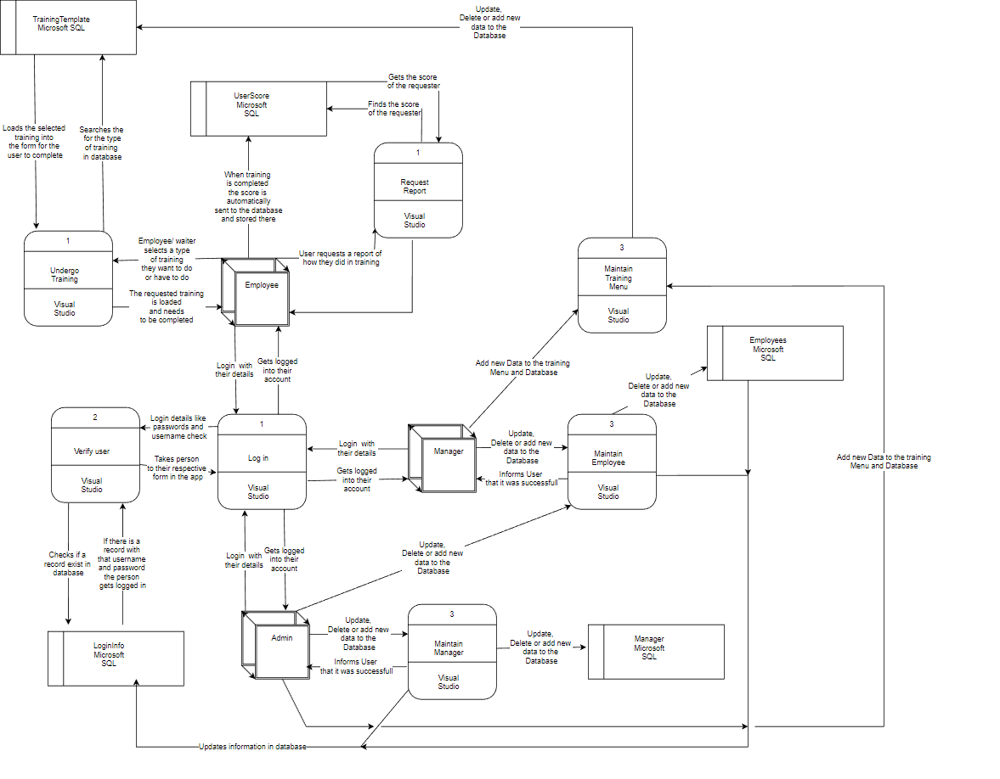 TrainingTemplate
Microsoft SQL
Update,
Delete or add new
data to the
Database
UserScore
Microsoft
SQL
Gets the score
of the requester
Finds the score
of the requester
Loads the selected
training into
the form for the
user to complete
Searches the
for the type
of training
in database
1
Request
Report
Visual
Studio
When training
is completed
the score is
automatically
sent to the database
and stored there
1
Undergo
Training
Visual
Studio
Employee/ waiter
selects a type
of training
they want to do
or have to do
The requested training
is loaded
and needs
to be completed
User requests a report of
how they did in training
Employee
3
Maintain
Training
Menu
Visual
Studio
Employees
Microsoft
SQL
Login with
their details
Gets logged
into their
account
Add new Data to the training
Menu and Database
Update,
Delete or add new
data to the
Database
2
Verify user
Visual
Studio
Login details like
passwords and
username check
Takes person
to their respective
form in the app
1
Log in
Visual
Studio
Login with
their details
Gets logged
into their
account
Manager
Update,
Delete or add new
data to the
Database
Informs User
that it was successfull
3
Maintain
Employee
Visual
Studio
Add new Data to the training
Menu and Database
Checks if a
record exist in
database
If there is a
record with
that username
and password
the person
gets logged in
Login with
their details
Gets logged
into their
account
Update,
Delete or add new
data to the
Database
LoginInfo
Microsoft
SQL
Admin
Update,
Delete or add new
data to the
Database
Informs User
that it was successfull
3
Maintain
Manager
Visual
Studio
Update,
Delete or add new
data to the
Database
Manager
Microsoft
SQL
Updates information in database